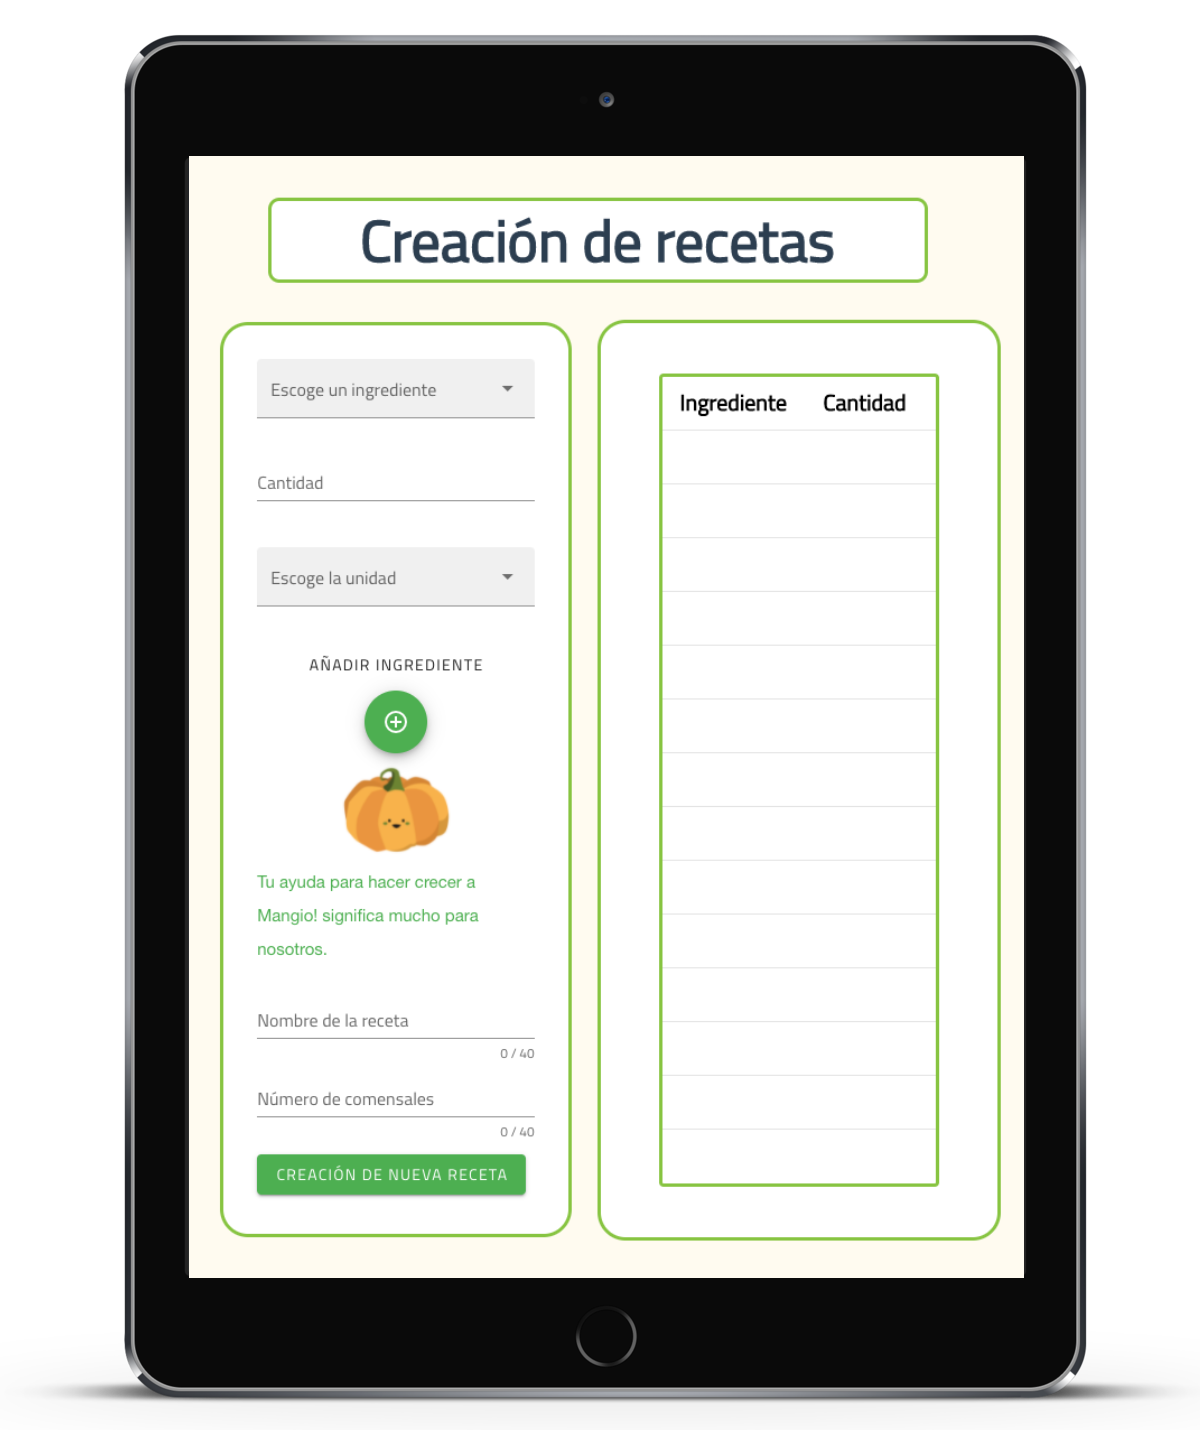 Creación de recetas
Escoge un ingrediente
Cantidad
Escoge la unidad
AÑADIR INGREDIENTE
Tu ayuda para hacer crecer a
Mangio! significa mucho para
nosotros.
Nombre de la receta
0 / 40
Número de comensales
0 / 40
CREACIÓN DE NUEVA RECETA
Ingrediente Cantidad